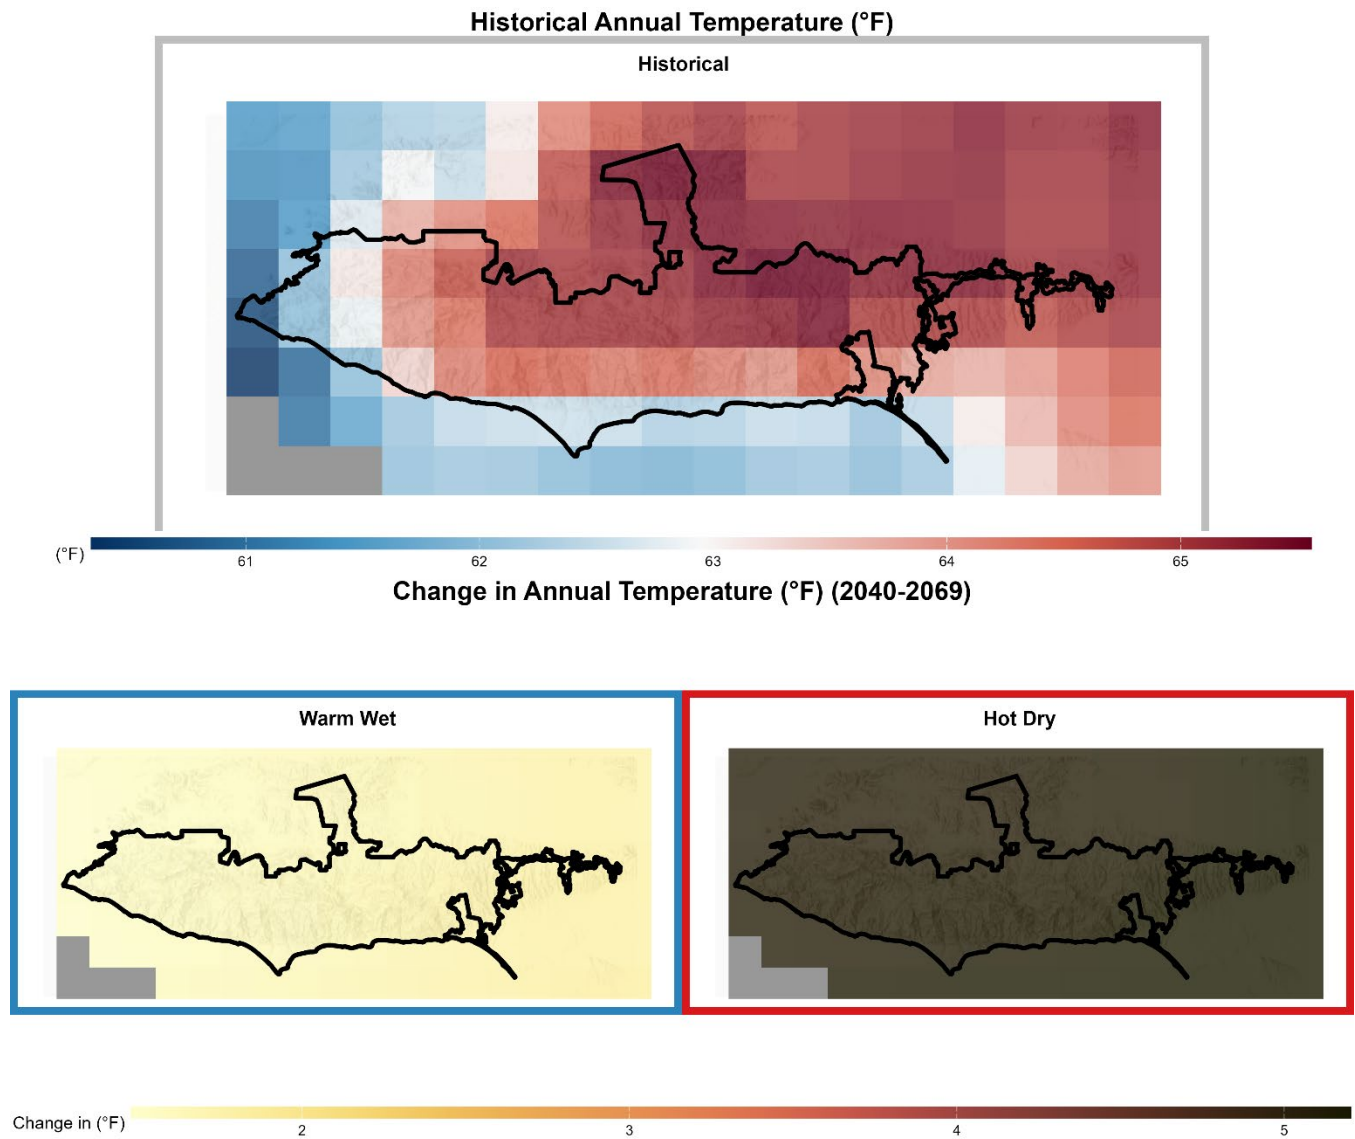 Historical Annual Temperature (°F)
Historical
(°F)
61 62 63 64 65
Change in Annual Temperature (°F) (2040-2069)
Warm Wet
Hot Dry
Change in (°F)
2 3 4 5